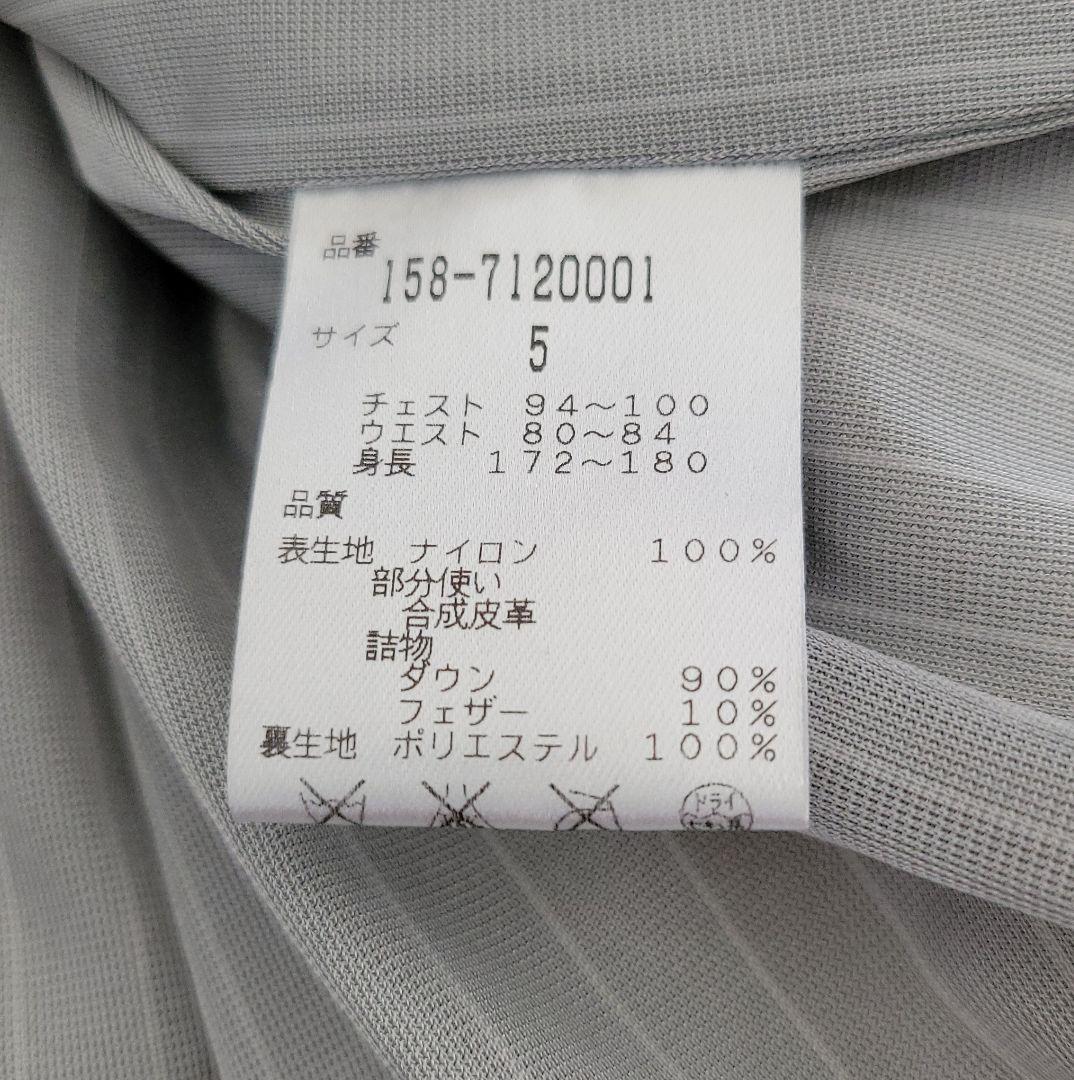 品番
158-7120001
サイズ 5
チェスト 94～100
ウエスト 80～84
身長 172～180
品質
表生地 ナイロン 100%
部分使い
合成皮革
詰物
ダウン 90%
フェザー 10%
裏生地 ポリエステル 100%
ドライ